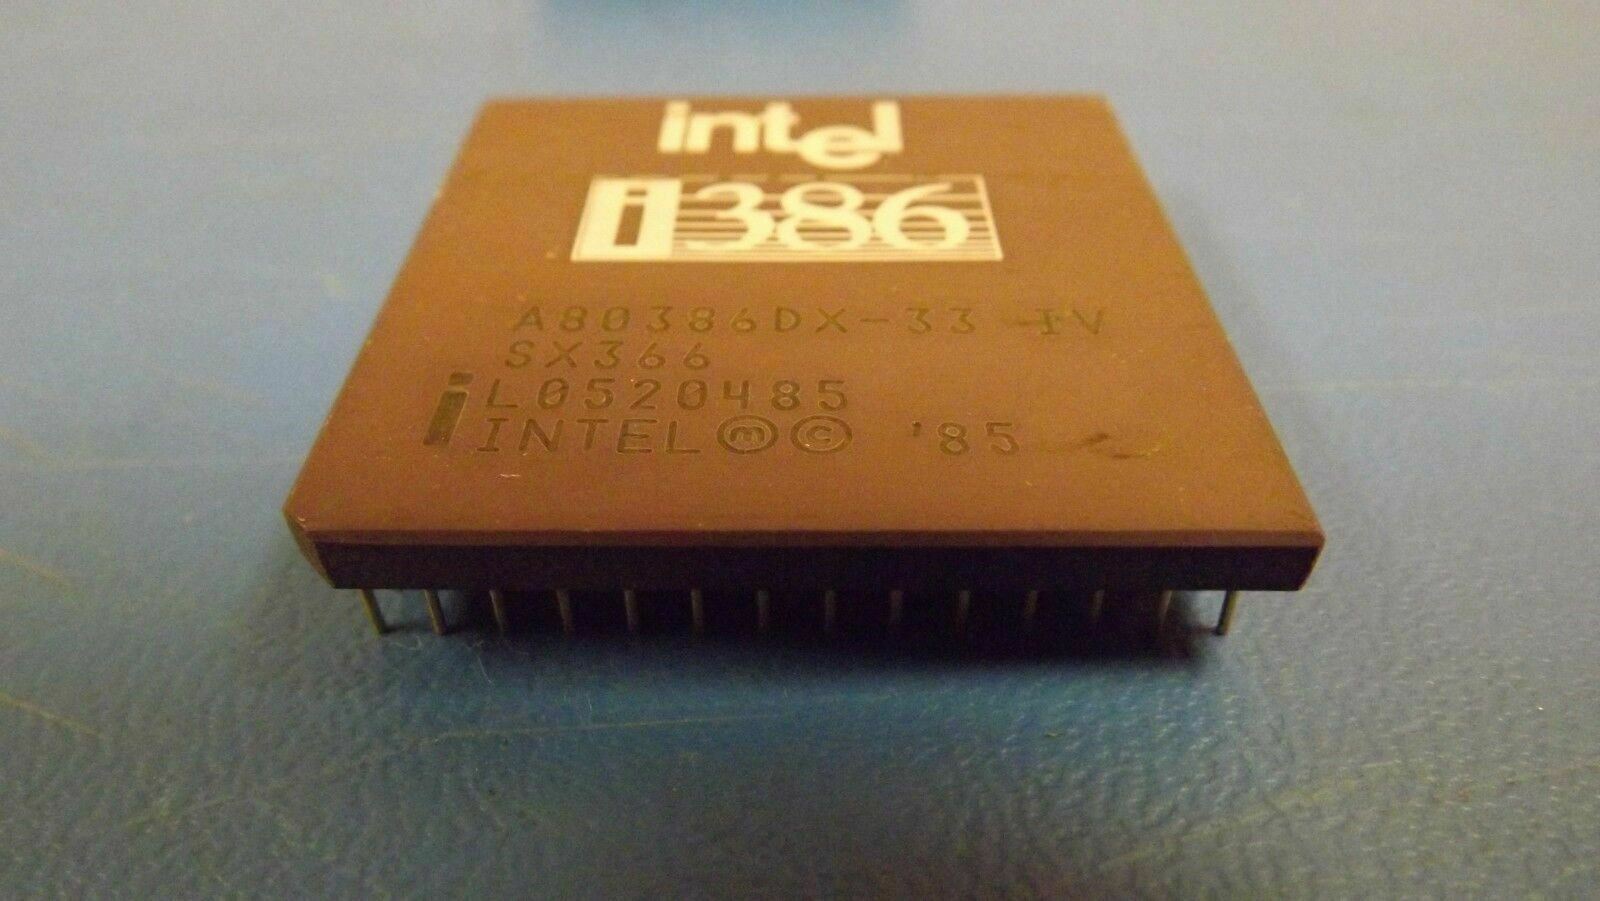 intel
i386
A80386DX-33 IV
SX366
i L0520485
INTEL Ⓜ © '85